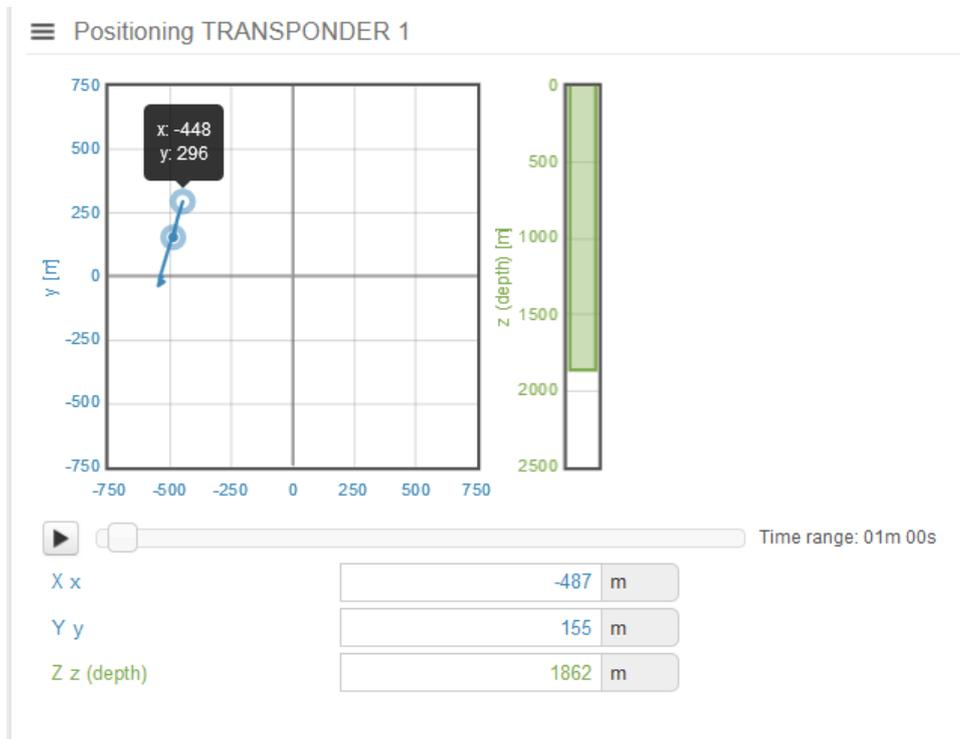 Positioning TRANSPONDER 1
750
500
250
0
-250
-500
-750
y [m]
x: -448
y: 296
-750 -500 -250 0 250 500 750
0
500
1000
1500
2000
2500
z (depth) [m]
Time range: 01m 00s
X x -487 m
Y y 155 m
Z z (depth) 1862 m